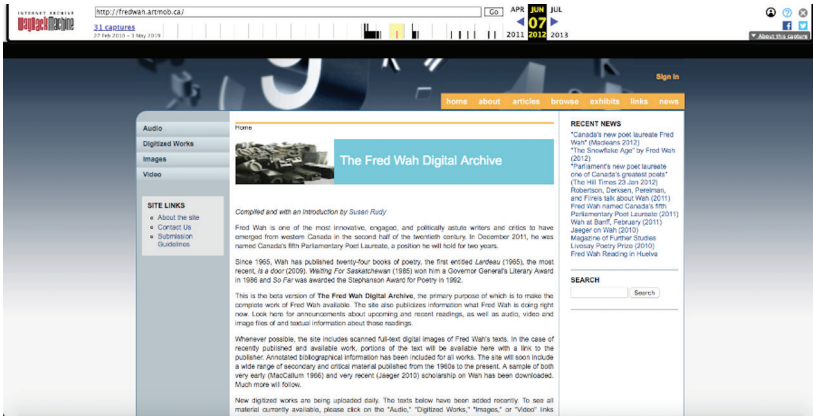 INTERNET ARCHIVE
WayBackMachine
http://fredwah.artmob.ca/
Go
31 captures
27 Feb 2010 - 1 May 2019
APR JUN JUL
07
2011 2012 2013
About this capture
Sign in
home about articles browse exhibits links news
Audio
Digitized Works
Images
Video
SITE LINKS
About the site
Contact Us
Submission
Guidelines
Home
The Fred Wah Digital Archive
Compiled and with an Introduction by Susan Rudy
Fred Wah is one of the most innovative, engaged, and politically astute writers and critics to have
emerged from western Canada in the second half of the twentieth century. In December 2011, he was
named Canada's fifth Parliamentary Poet Laureate, a position he will hold for two years.
Since 1965, Wah has published twenty-four books of poetry, the first entitled Lardeau (1965), the most
recent, is a door (2009). Waiting For Saskatchewan (1985) won him a Governor General's Literary Award
in 1986 and So Far was awarded the Stephanson Award for Poetry in 1992.
This is the beta version of The Fred Wah Digital Archive, the primary purpose of which is to make the
complete work of Fred Wah available. The site also publicizes information what Fred Wah is doing right
now. Look here for announcements about upcoming and recent readings, as well as audio, video and
image files of and textual information about those readings.
Whenever possible, the site includes scanned full-text digital images of Fred Wah's texts. In the case of
recently published and available work, portions of the text will be available here with a link to the
publisher. Annotated bibliographical information has been included for all works. The site will soon include
a wide range of secondary and critical material published from the 1960s to the present. A sample of both
very early (MacCallum 1966) and very recent (Jaeger 2010) scholarship on Wah has been downloaded.
Much more will follow.
New digitized works are being uploaded daily. The texts below have been added recently. To see all
material currently available, please click on the "Audio," "Digitized Works," "Images," or "Video" links
RECENT NEWS
"Canada's new poet laureate Fred
Wah" (Macleans 2012)
"The Snowflake Age" by Fred Wah
(2012)
"Parliament's new poet laureate
one of Canada's greatest poets"
(The Hill Times 23 Jan 2012)
Robertson, Derksen, Perelman,
and Filreis talk about Wah (2011)
Fred Wah named Canada's fifth
Parliamentary Poet Laureate (2011)
Wah at Banff, February (2011)
Jaeger on Wah (2010)
Magazine of Further Studies
Livesay Poetry Prize (2010)
Fred Wah Reading in Huelva
SEARCH
Search